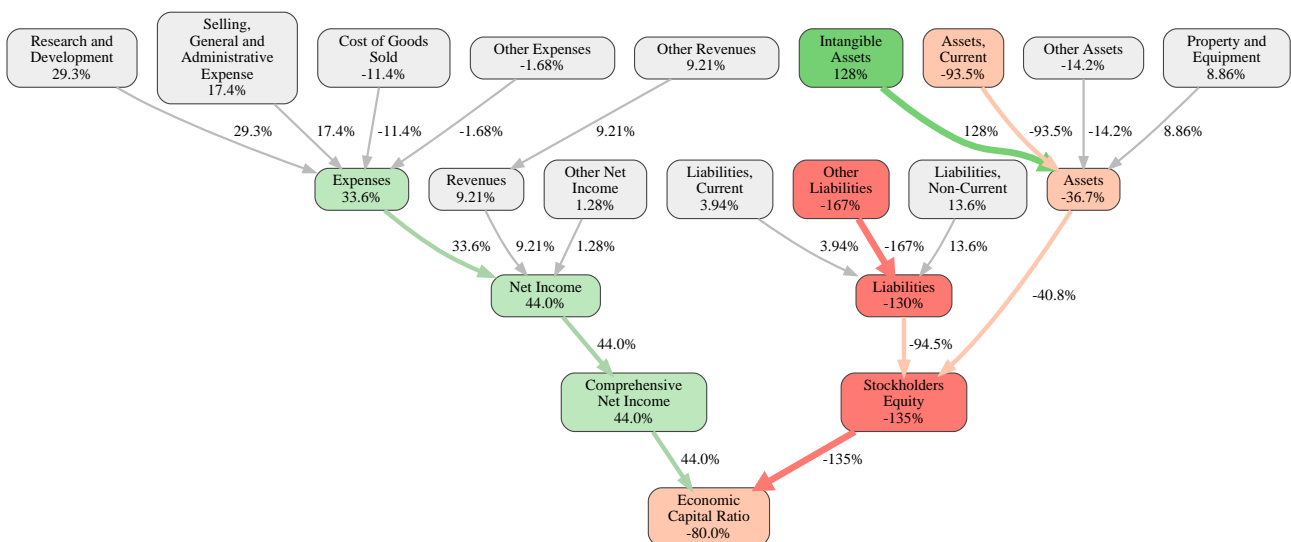 Research and
Development
29.3%
Selling,
General and
Administrative
Expense
17.4%
Cost of Goods
Sold
-11.4%
Other Expenses
-1.68%
Other Revenues
9.21%
Intangible
Assets
128%
Assets,
Current
-93.5%
Other Assets
-14.2%
Property and
Equipment
8.86%
29.3%
17.4%
-11.4%
-1.68%
9.21%
128%
-93.5%
-14.2%
8.86%
Expenses
33.6%
Revenues
9.21%
Other Net
Income
1.28%
Liabilities,
Current
3.94%
Other
Liabilities
-167%
Liabilities,
Non-Current
13.6%
Assets
-36.7%
33.6%
9.21%
1.28%
3.94%
-167%
13.6%
Net Income
44.0%
Liabilities
-130%
-40.8%
44.0%
-94.5%
Comprehensive
Net Income
44.0%
Stockholders
Equity
-135%
44.0%
-135%
Economic
Capital Ratio
-80.0%